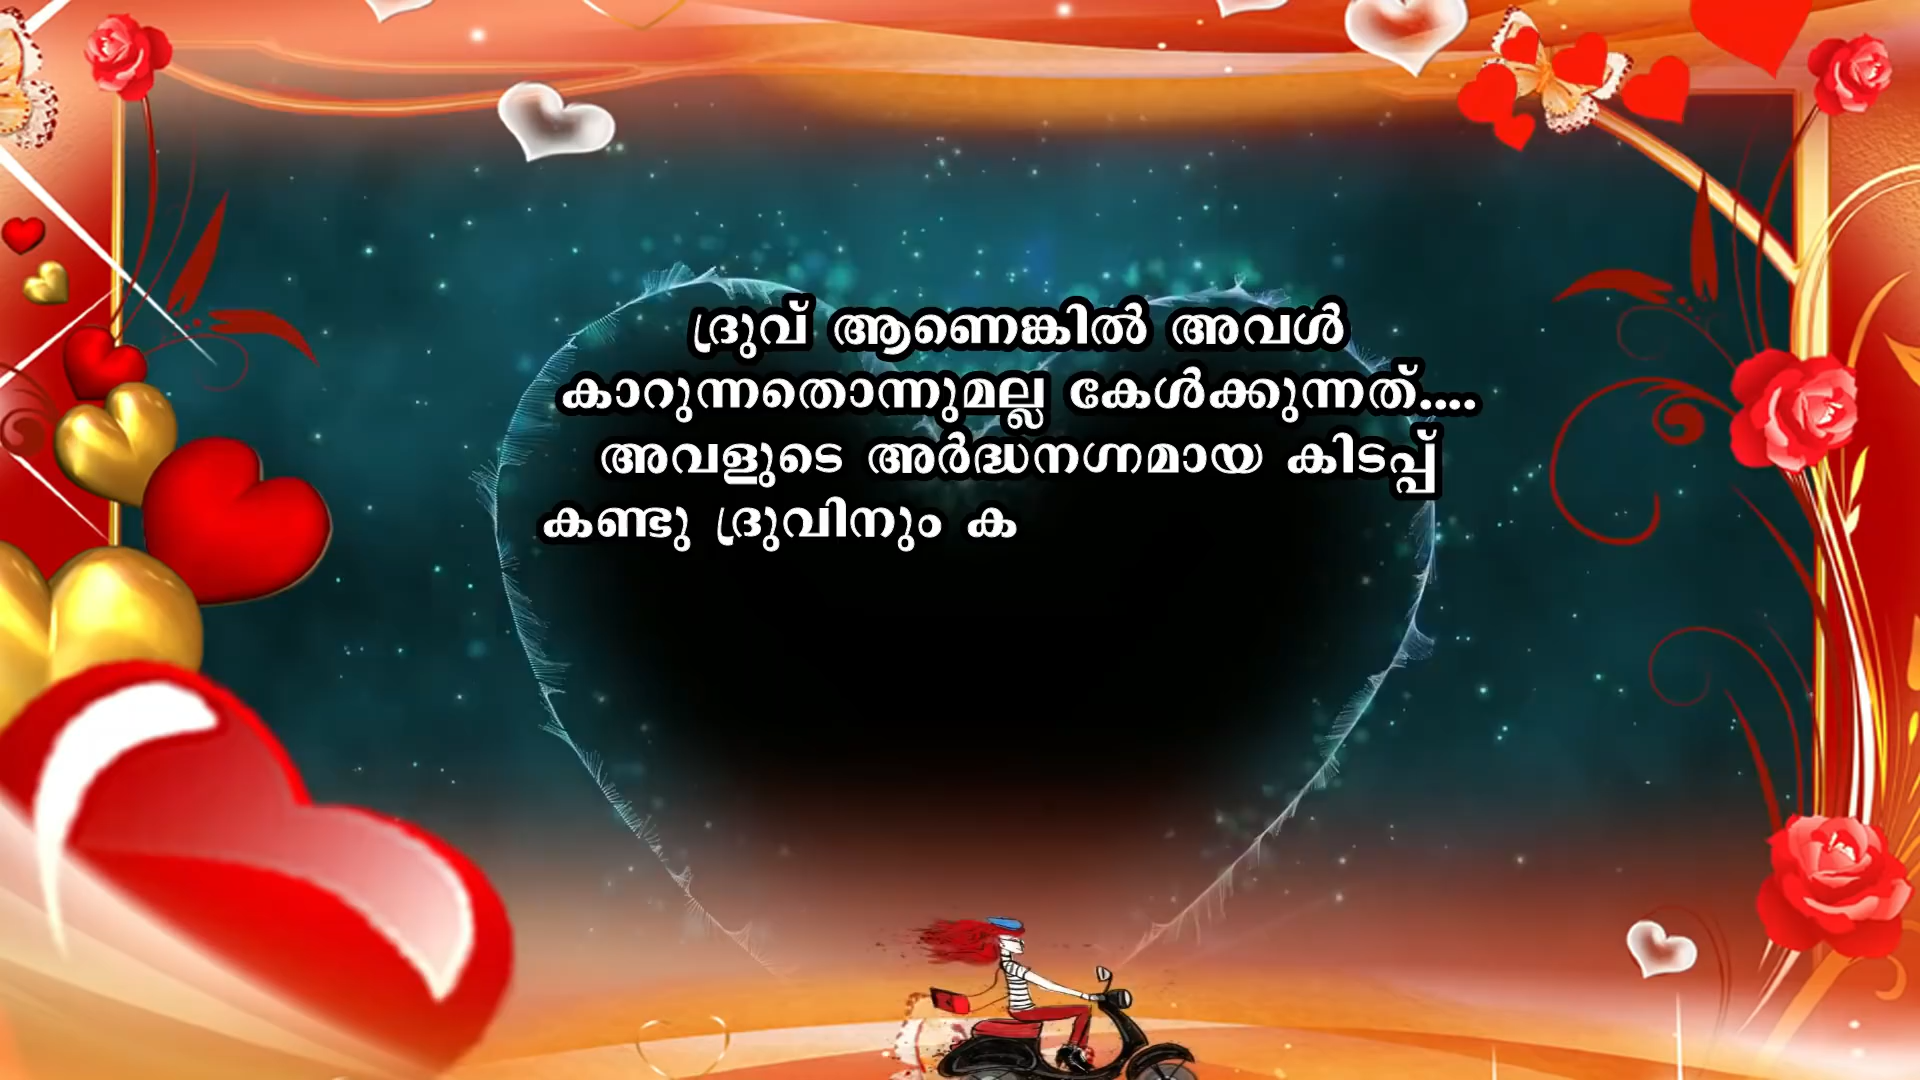 ദ്രുവ് ആണെങ്കിൽ അവൾ
കാറുന്നതൊന്നുമല്ല കേൾക്കുന്നത്....
അവളുടെ അർദ്ധനഗ്നമായ കിടപ്പ്
കണ്ടു ദ്രുവിനും ക